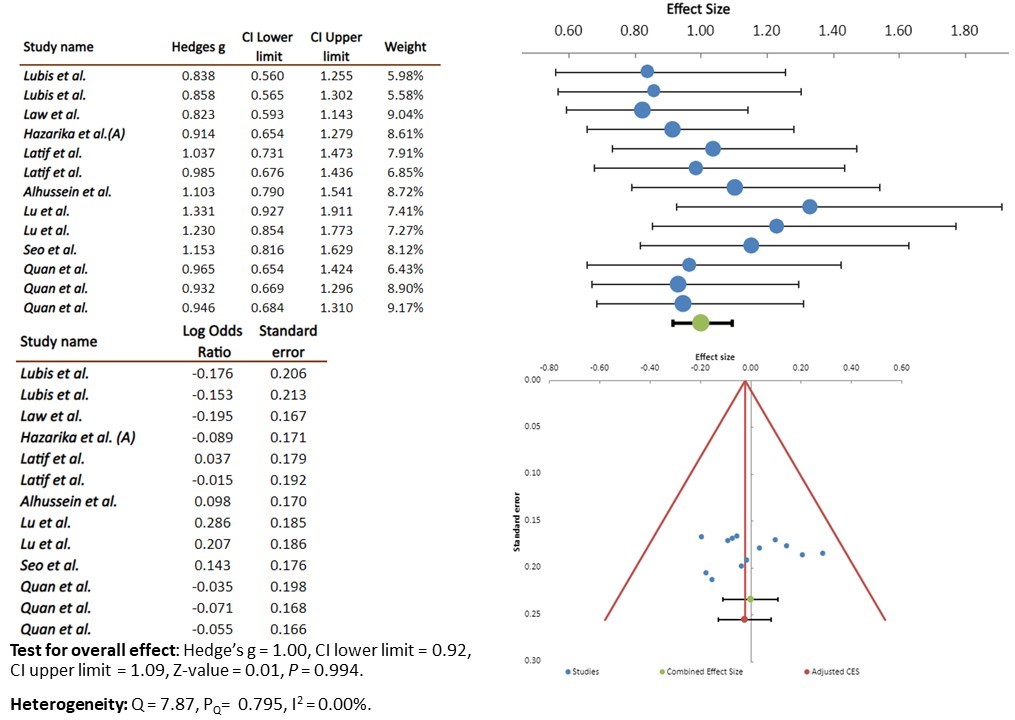 Study name Hedges g CI Lower limit CI Upper limit Weight
Lubis et al. 0.838 0.560 1.255 5.98%
Lubis et al. 0.858 0.565 1.302 5.58%
Law et al. 0.823 0.593 1.143 9.04%
Hazarika et al.(A) 0.914 0.654 1.279 8.61%
Latif et al. 1.037 0.731 1.473 7.91%
Latif et al. 0.985 0.676 1.436 6.85%
Alhussein et al. 1.103 0.790 1.541 8.72%
Lu et al. 1.331 0.927 1.911 7.41%
Lu et al. 1.230 0.854 1.773 7.27%
Seo et al. 1.153 0.816 1.629 8.12%
Quan et al. 0.965 0.654 1.424 6.43%
Quan et al. 0.932 0.669 1.296 8.90%
Quan et al. 0.946 0.684 1.310 9.17%
Effect Size
0.60 0.80 1.00 1.20 1.40 1.60 1.80
Study name Log Odds Ratio Standard error
Lubis et al. -0.176 0.206
Lubis et al. -0.153 0.213
Law et al. -0.195 0.167
Hazarika et al. (A) -0.089 0.171
Latif et al. 0.037 0.179
Latif et al. -0.015 0.192
Alhussein et al. 0.098 0.170
Lu et al. 0.286 0.185
Lu et al. 0.207 0.186
Seo et al. 0.143 0.176
Quan et al. -0.035 0.198
Quan et al. -0.071 0.168
Quan et al. -0.055 0.166
Effect size
-0.80 -0.60 -0.40 -0.20 0.00 0.20 0.40 0.60
Standard error
0.00
0.05
0.10
0.15
0.20
0.25
0.30
Studies Combined Effect Size Adjusted CES
Test for overall effect: Hedge's g = 1.00, CI lower limit = 0.92,
CI upper limit = 1.09, Z-value = 0.01, P = 0.994.
Heterogeneity: Q = 7.87, PQ= 0.795, I2 = 0.00%.